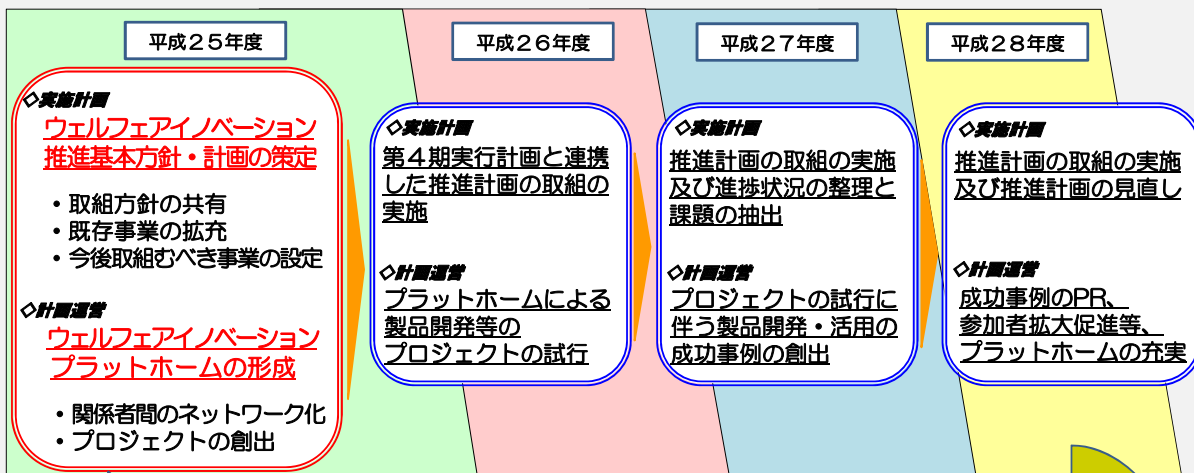 平成２５年度
◇実施計画
ウェルフェアイノベーション
推進基本方針・計画の策定
・取組方針の共有
・既存事業の拡充
・今後取組むべき事業の設定
◇計画運営
ウェルフェアイノベーション
プラットホームの形成
・関係者間のネットワーク化
・プロジェクトの創出
平成２６年度
◇実施計画
第４期実行計画と連携
した推進計画の取組の
実施
◇計画運営
プラットホームによる
製品開発等の
プロジェクトの試行
平成２７年度
◇実施計画
推進計画の取組の実施
及び進捗状況の整理と
課題の抽出
◇計画運営
プロジェクトの試行に
伴う製品開発・活用の
成功事例の創出
平成２８年度
◇実施計画
推進計画の取組の実施
及び推進計画の見直し
◇計画運営
成功事例のPR、
参加者拡大促進等、
プラットホームの充実